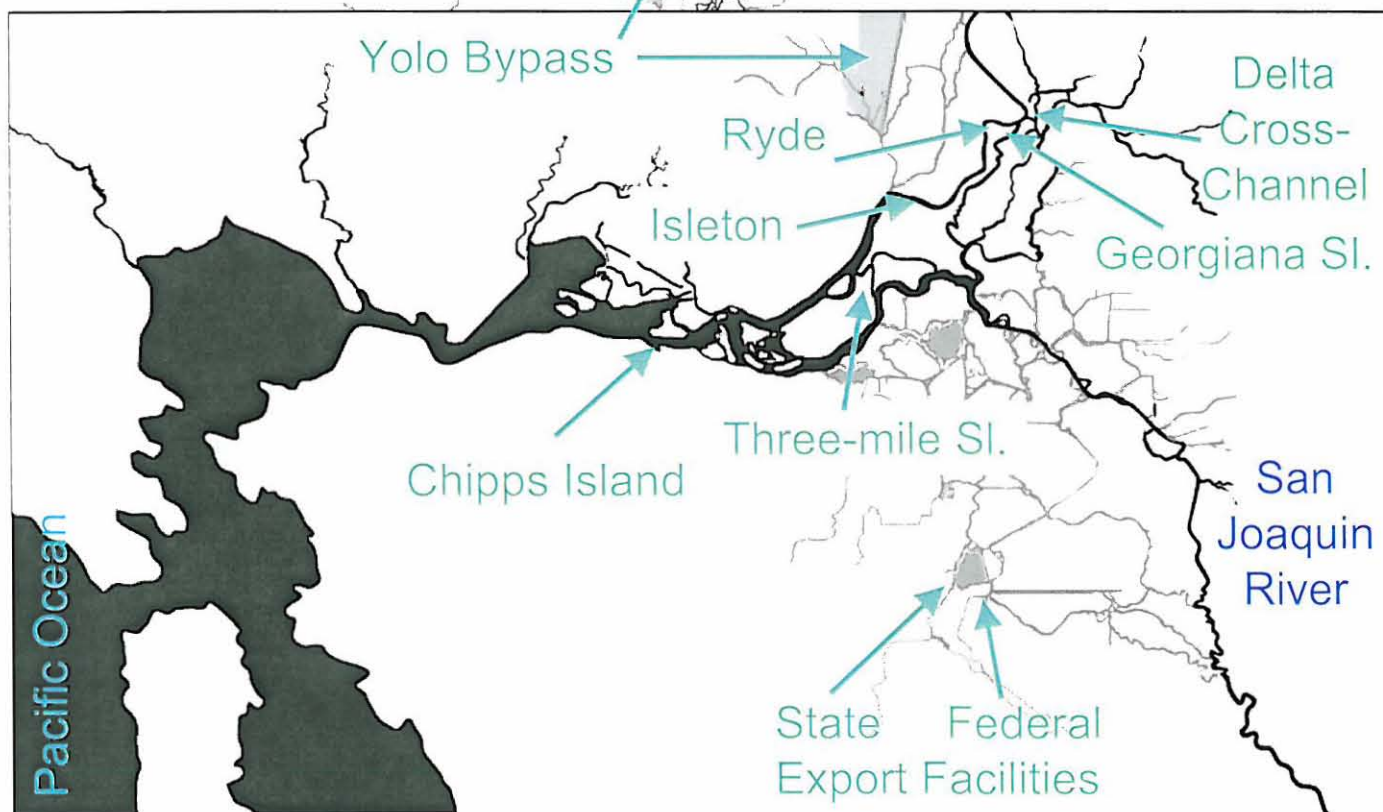 Yolo Bypass
Delta
Cross-
Channel
Ryde
Isleton
Georgiana Sl.
Three-mile Sl.
Chipps Island
San
Joaquin
River
Pacific Ocean
State Federal
Export Facilities